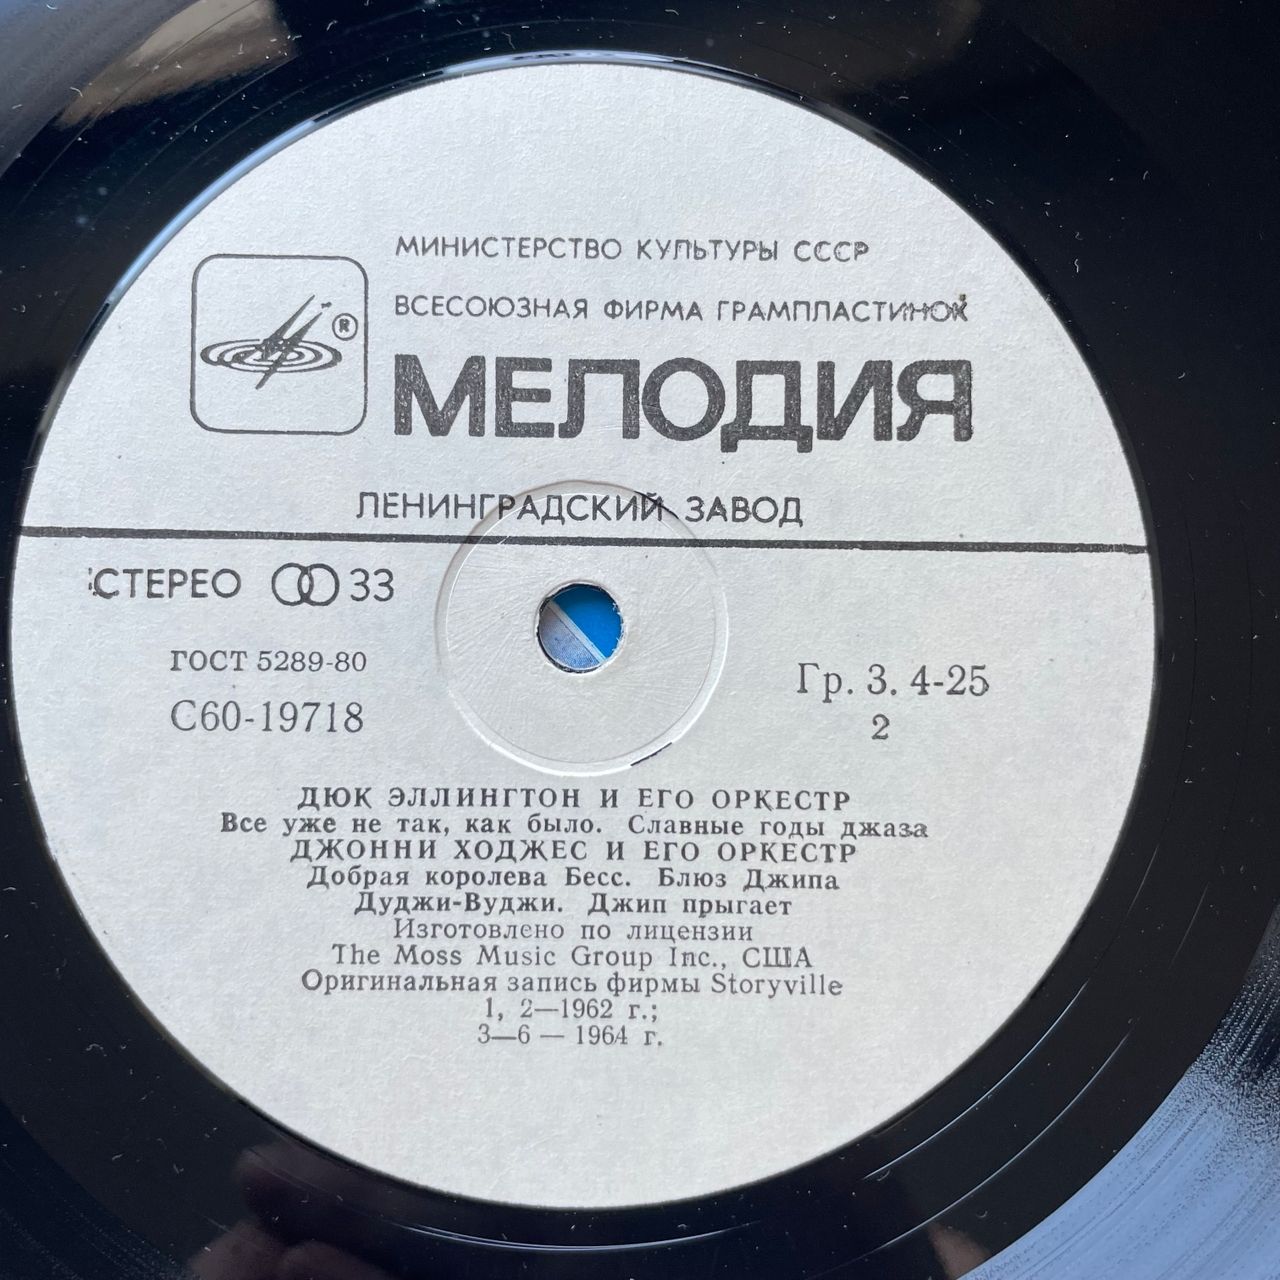 МИНИСТЕРСТВО КУЛЬТУРЫ СССР
ВСЕСОЮЗНАЯ ФИРМА ГРАМПЛАСТИНОК
®
МЕЛОДИЯ
ЛЕНИНГРАДСКИЙ ЗАВОД
СТЕРЕО 33
ГОСТ 5289-80
С60-19718
Гр. 3. 4-25
2
ДЮК ЭЛЛИНГТОН И ЕГО ОРКЕСТР
Все уже не так, как было. Славные годы джаза
ДЖОННИ ХОДЖЕС И ЕГО ОРКЕСТР
Добрая королева Бесс. Блюз Джипа
Дуджи-Вуджи. Джип прыгает
Изготовлено по лицензии
The Moss Music Group Inc., США
Оригинальная запись фирмы Storyville
1, 2—1962 г.;
3—6 — 1964 г.